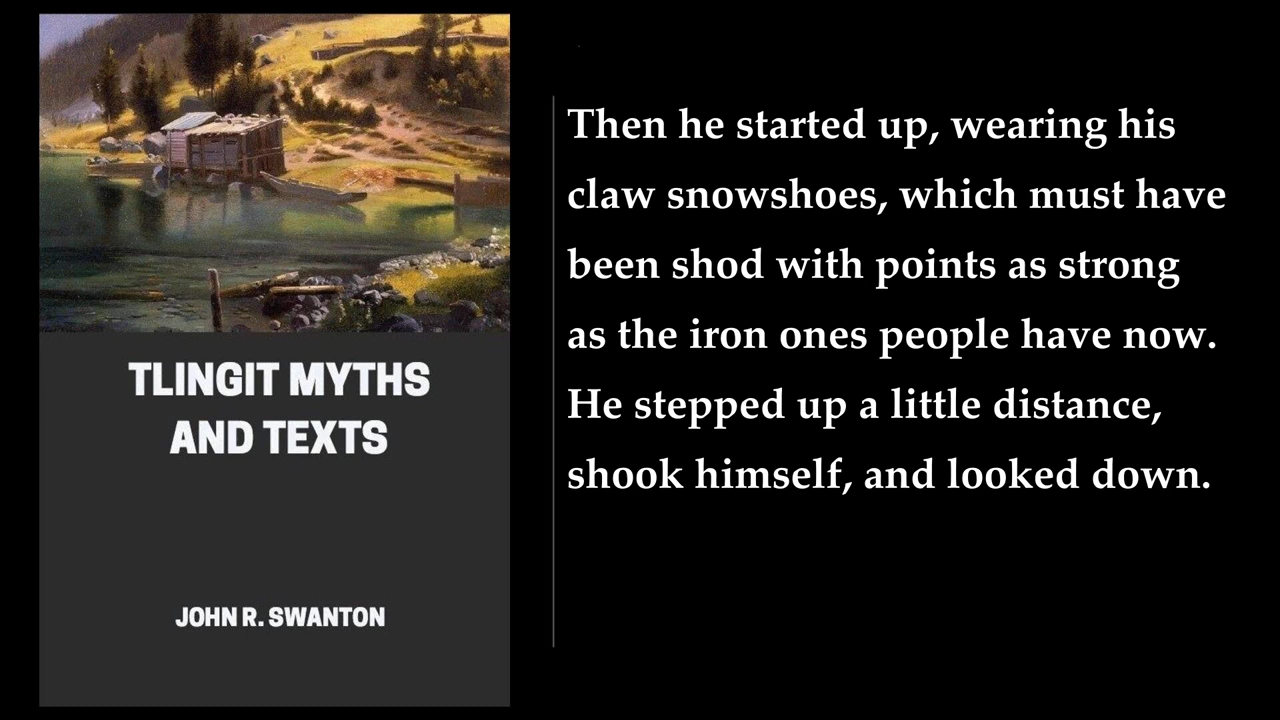 TLINGIT MYTHS
AND TEXTS
JOHN R. SWANTON
Then he started up, wearing his
claw snowshoes, which must have
been shod with points as strong
as the iron ones people have now.
He stepped up a little distance,
shook himself, and looked down.